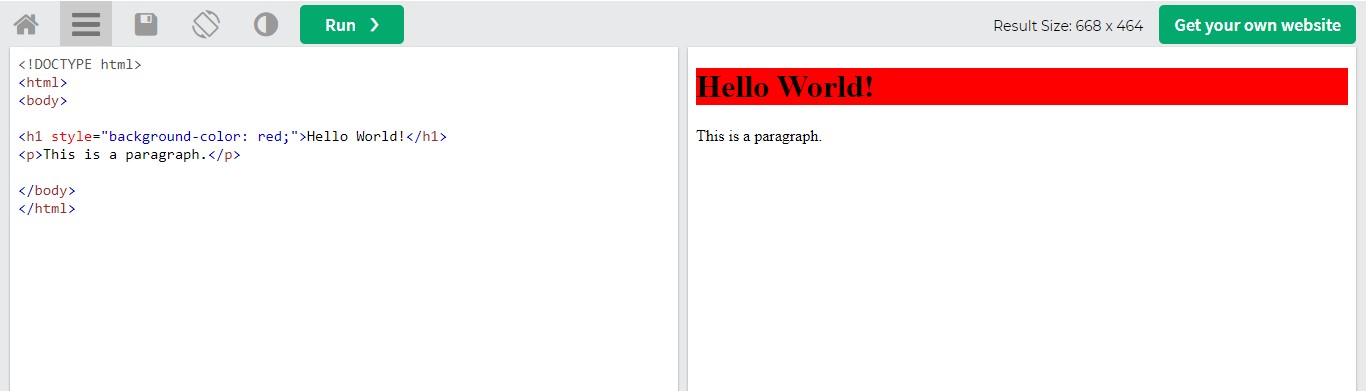 Run ❯
Result Size: 668 x 464
Get your own website
<!DOCTYPE html>
<html>
<body>
<h1 style="background-color: red;">Hello World!</h1>
<p>This is a paragraph.</p>
</body>
</html>
Hello World!
This is a paragraph.